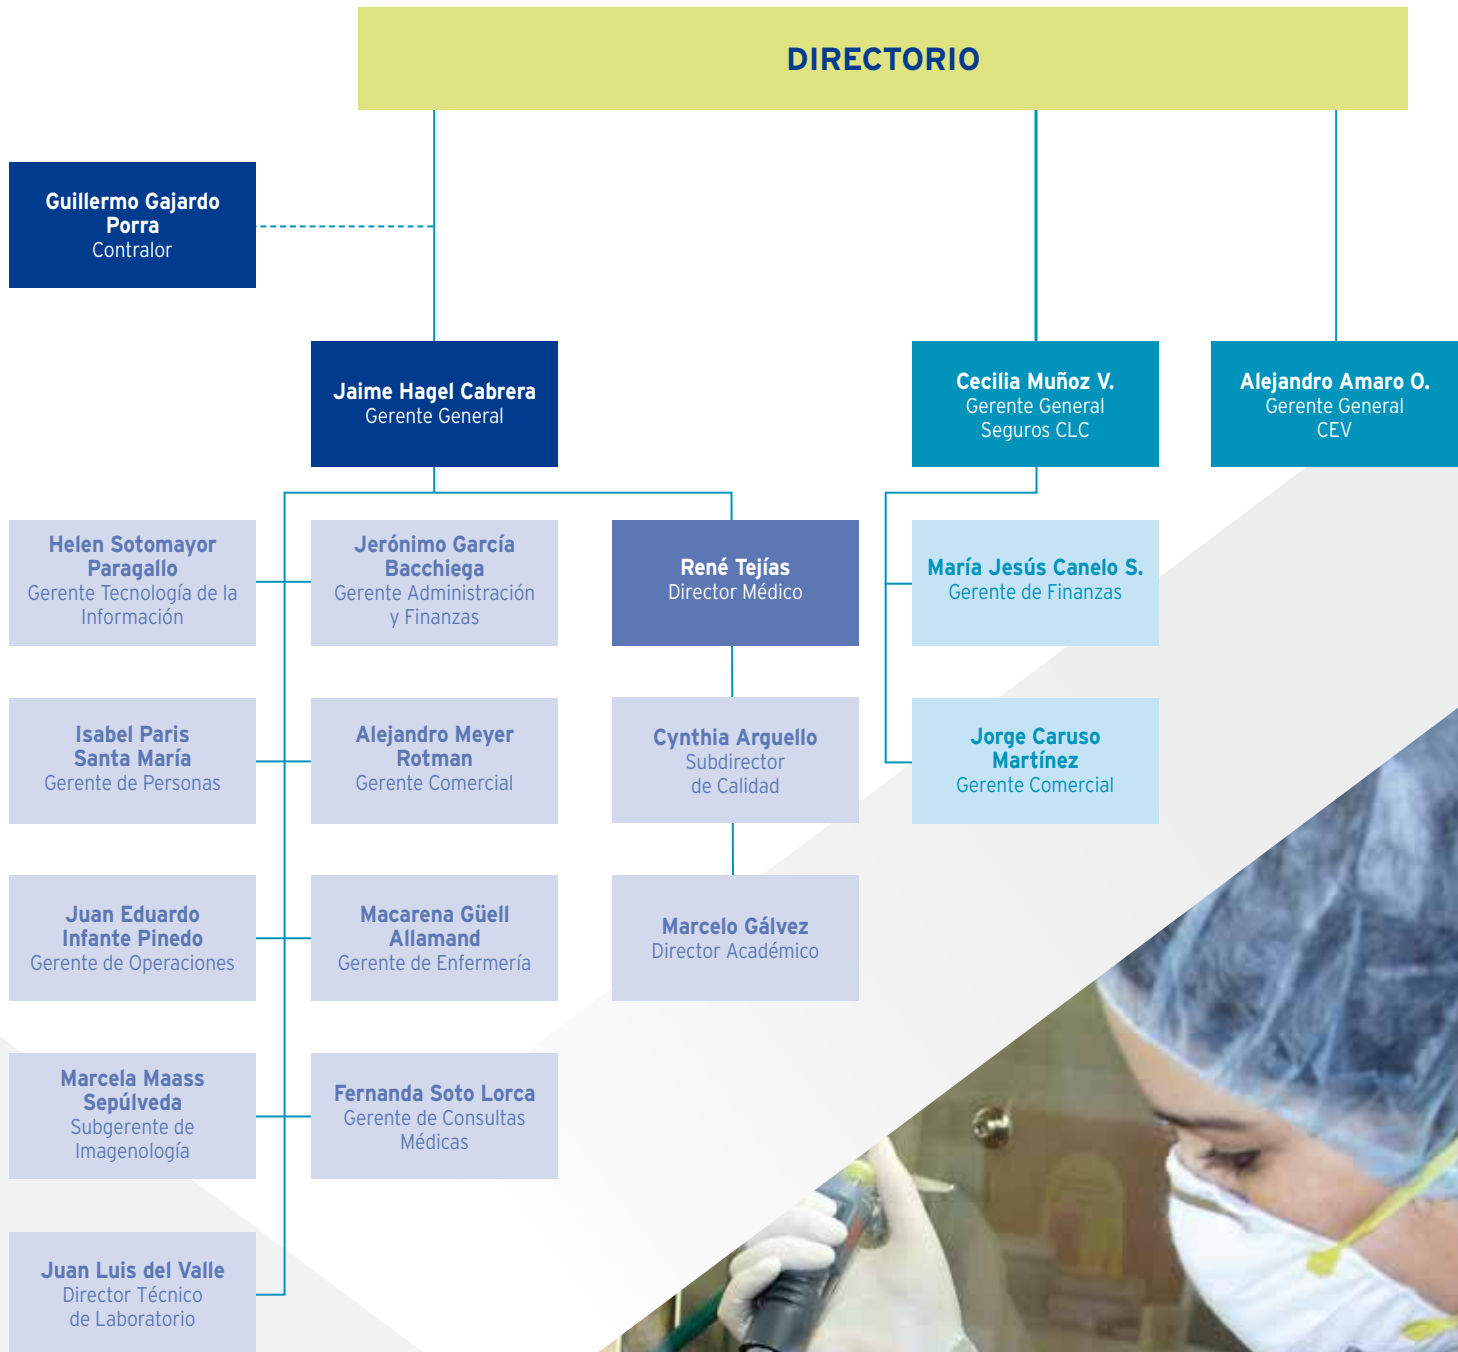 DIRECTORIO
Guillermo Gajardo
Porra
Contralor
Jaime Hagel Cabrera
Gerente General
Cecilia Muñoz V.
Gerente General
Seguros CLC
Alejandro Amaro O.
Gerente General
CEV
Helen Sotomayor
Paragallo
Gerente Tecnología de la
Información
Jerónimo García
Bacchiega
Gerente Administración
y Finanzas
René Tejías
Director Médico
María Jesús Canelo S.
Gerente de Finanzas
Isabel Paris
Santa María
Gerente de Personas
Alejandro Meyer
Rotman
Gerente Comercial
Cynthia Arguello
Subdirector
de Calidad
Jorge Caruso
Martínez
Gerente Comercial
Juan Eduardo
Infante Pinedo
Gerente de Operaciones
Macarena Güell
Allamand
Gerente de Enfermería
Marcelo Gálvez
Director Académico
Marcela Maass
Sepúlveda
Subgerente de
Imagenología
Fernanda Soto Lorca
Gerente de Consultas
Médicas
Juan Luis del Valle
Director Técnico
de Laboratorio